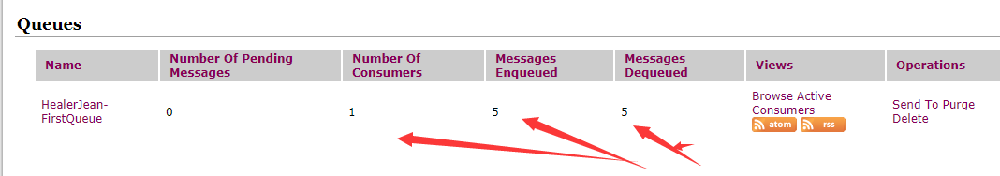 Queues
Name
Number Of Pending
Messages
Number Of
Consumers
Messages
Enqueued
Messages
Dequeued
Views
Operations
HealerJean-
FirstQueue
0
1
5
5
Browse Active
Consumers
atom
rss
Send To Purge
Delete